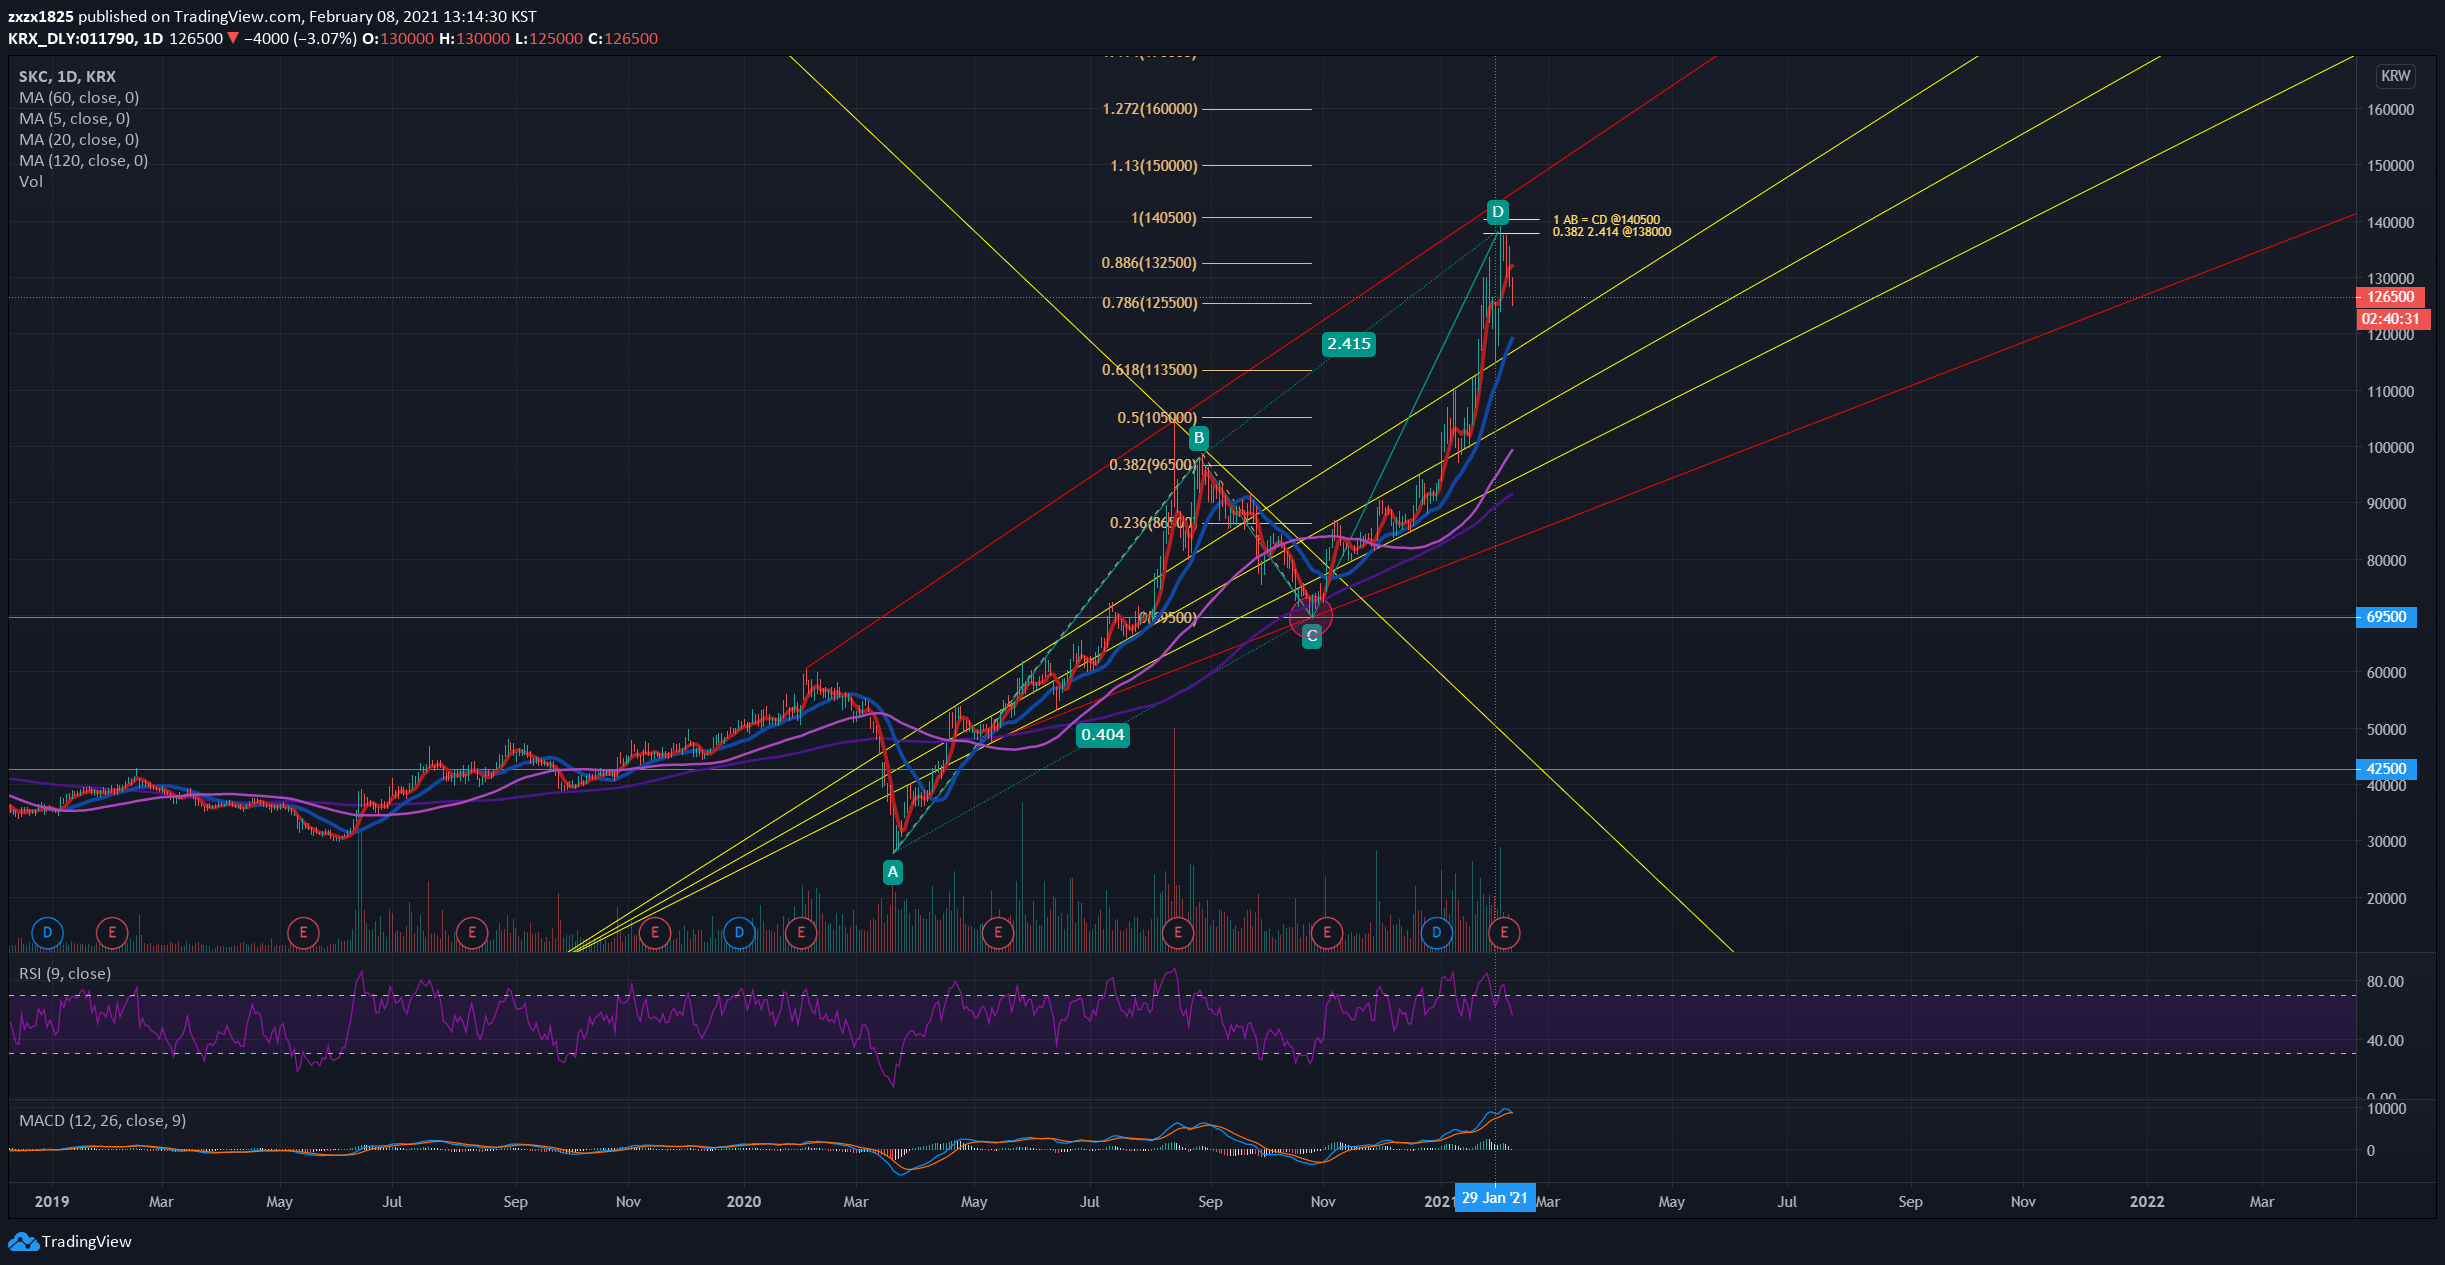 zxzx1825 published on TradingView.com, February 08, 2021 13:14:30 KST
KRX_DLY:011790, 1D 126500 ▼ −4000 (−3.07%) O:130000 H:130000 L:125000 C:126500
SKC, 1D, KRX
MA (60, close, 0)
MA (5, close, 0)
MA (20, close, 0)
MA (120, close, 0)
Vol
KRW
1.272(160000)
1.13(150000)
1(140500)
0.886(132500)
0.786(125500)
0.618(113500)
0.5(105000)
0.382(96500)
0.236(86500)
D
1 AB = CD @140500
0.382 2.414 @138000
2.415
B
C
0.404
A
160000
150000
140000
130000
126500
02:40:31
120000
110000
100000
90000
80000
69500
60000
50000
42500
40000
30000
20000
D
E
E
E
E
D
E
E
E
E
D
E
RSI (9, close)
80.00
40.00
0.00
MACD (12, 26, close, 9)
10000
0
2019
Mar
May
Jul
Sep
Nov
2020
Mar
May
Jul
Sep
Nov
2021
29 Jan '21
Mar
May
Jul
Sep
Nov
2022
Mar
TradingView